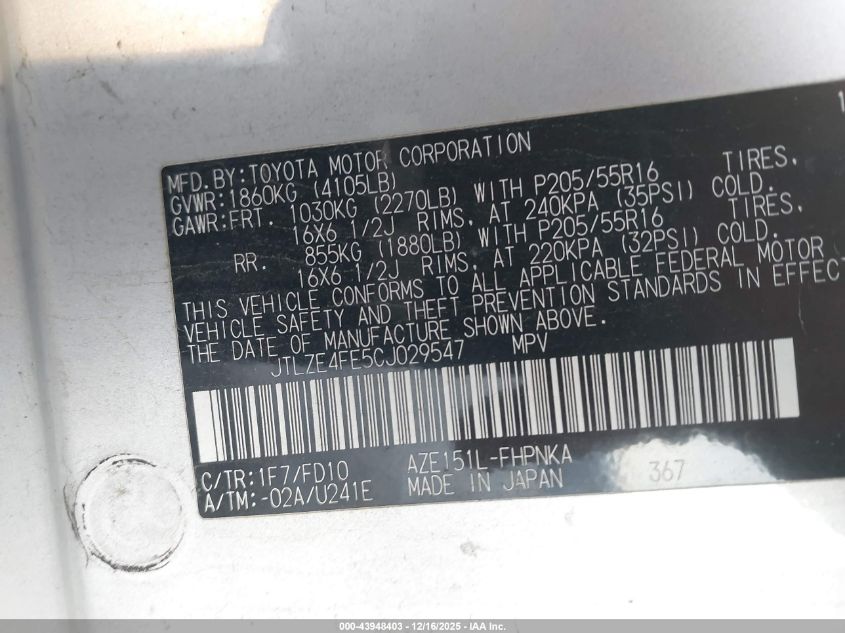 MFD.BY:TOYOTA MOTOR CORPORATION
GVWR:1860KG (4105LB)
GAWR:FRT. 1030KG (2270LB) WITH P205/55R16 TIRES,
16X6 1/2J RIMS, AT 240KPA (35PSI) COLD.
RR. 855KG (1880LB) WITH P205/55R16 TIRES,
16X6 1/2J RIMS, AT 220KPA (32PSI) COLD.
THIS VEHICLE CONFORMS TO ALL APPLICABLE FEDERAL MOTOR
VEHICLE SAFETY AND THEFT PREVENTION STANDARDS IN EFFECT
THE DATE OF MANUFACTURE SHOWN ABOVE.
JTLZE4FE5CJ029547 MPV
C/TR:1F7/FD10 AZE151L-FHPNKA
A/TM:-02A/U241E MADE IN JAPAN 367
000-43948403 - 12/16/2025 - IAA Inc.